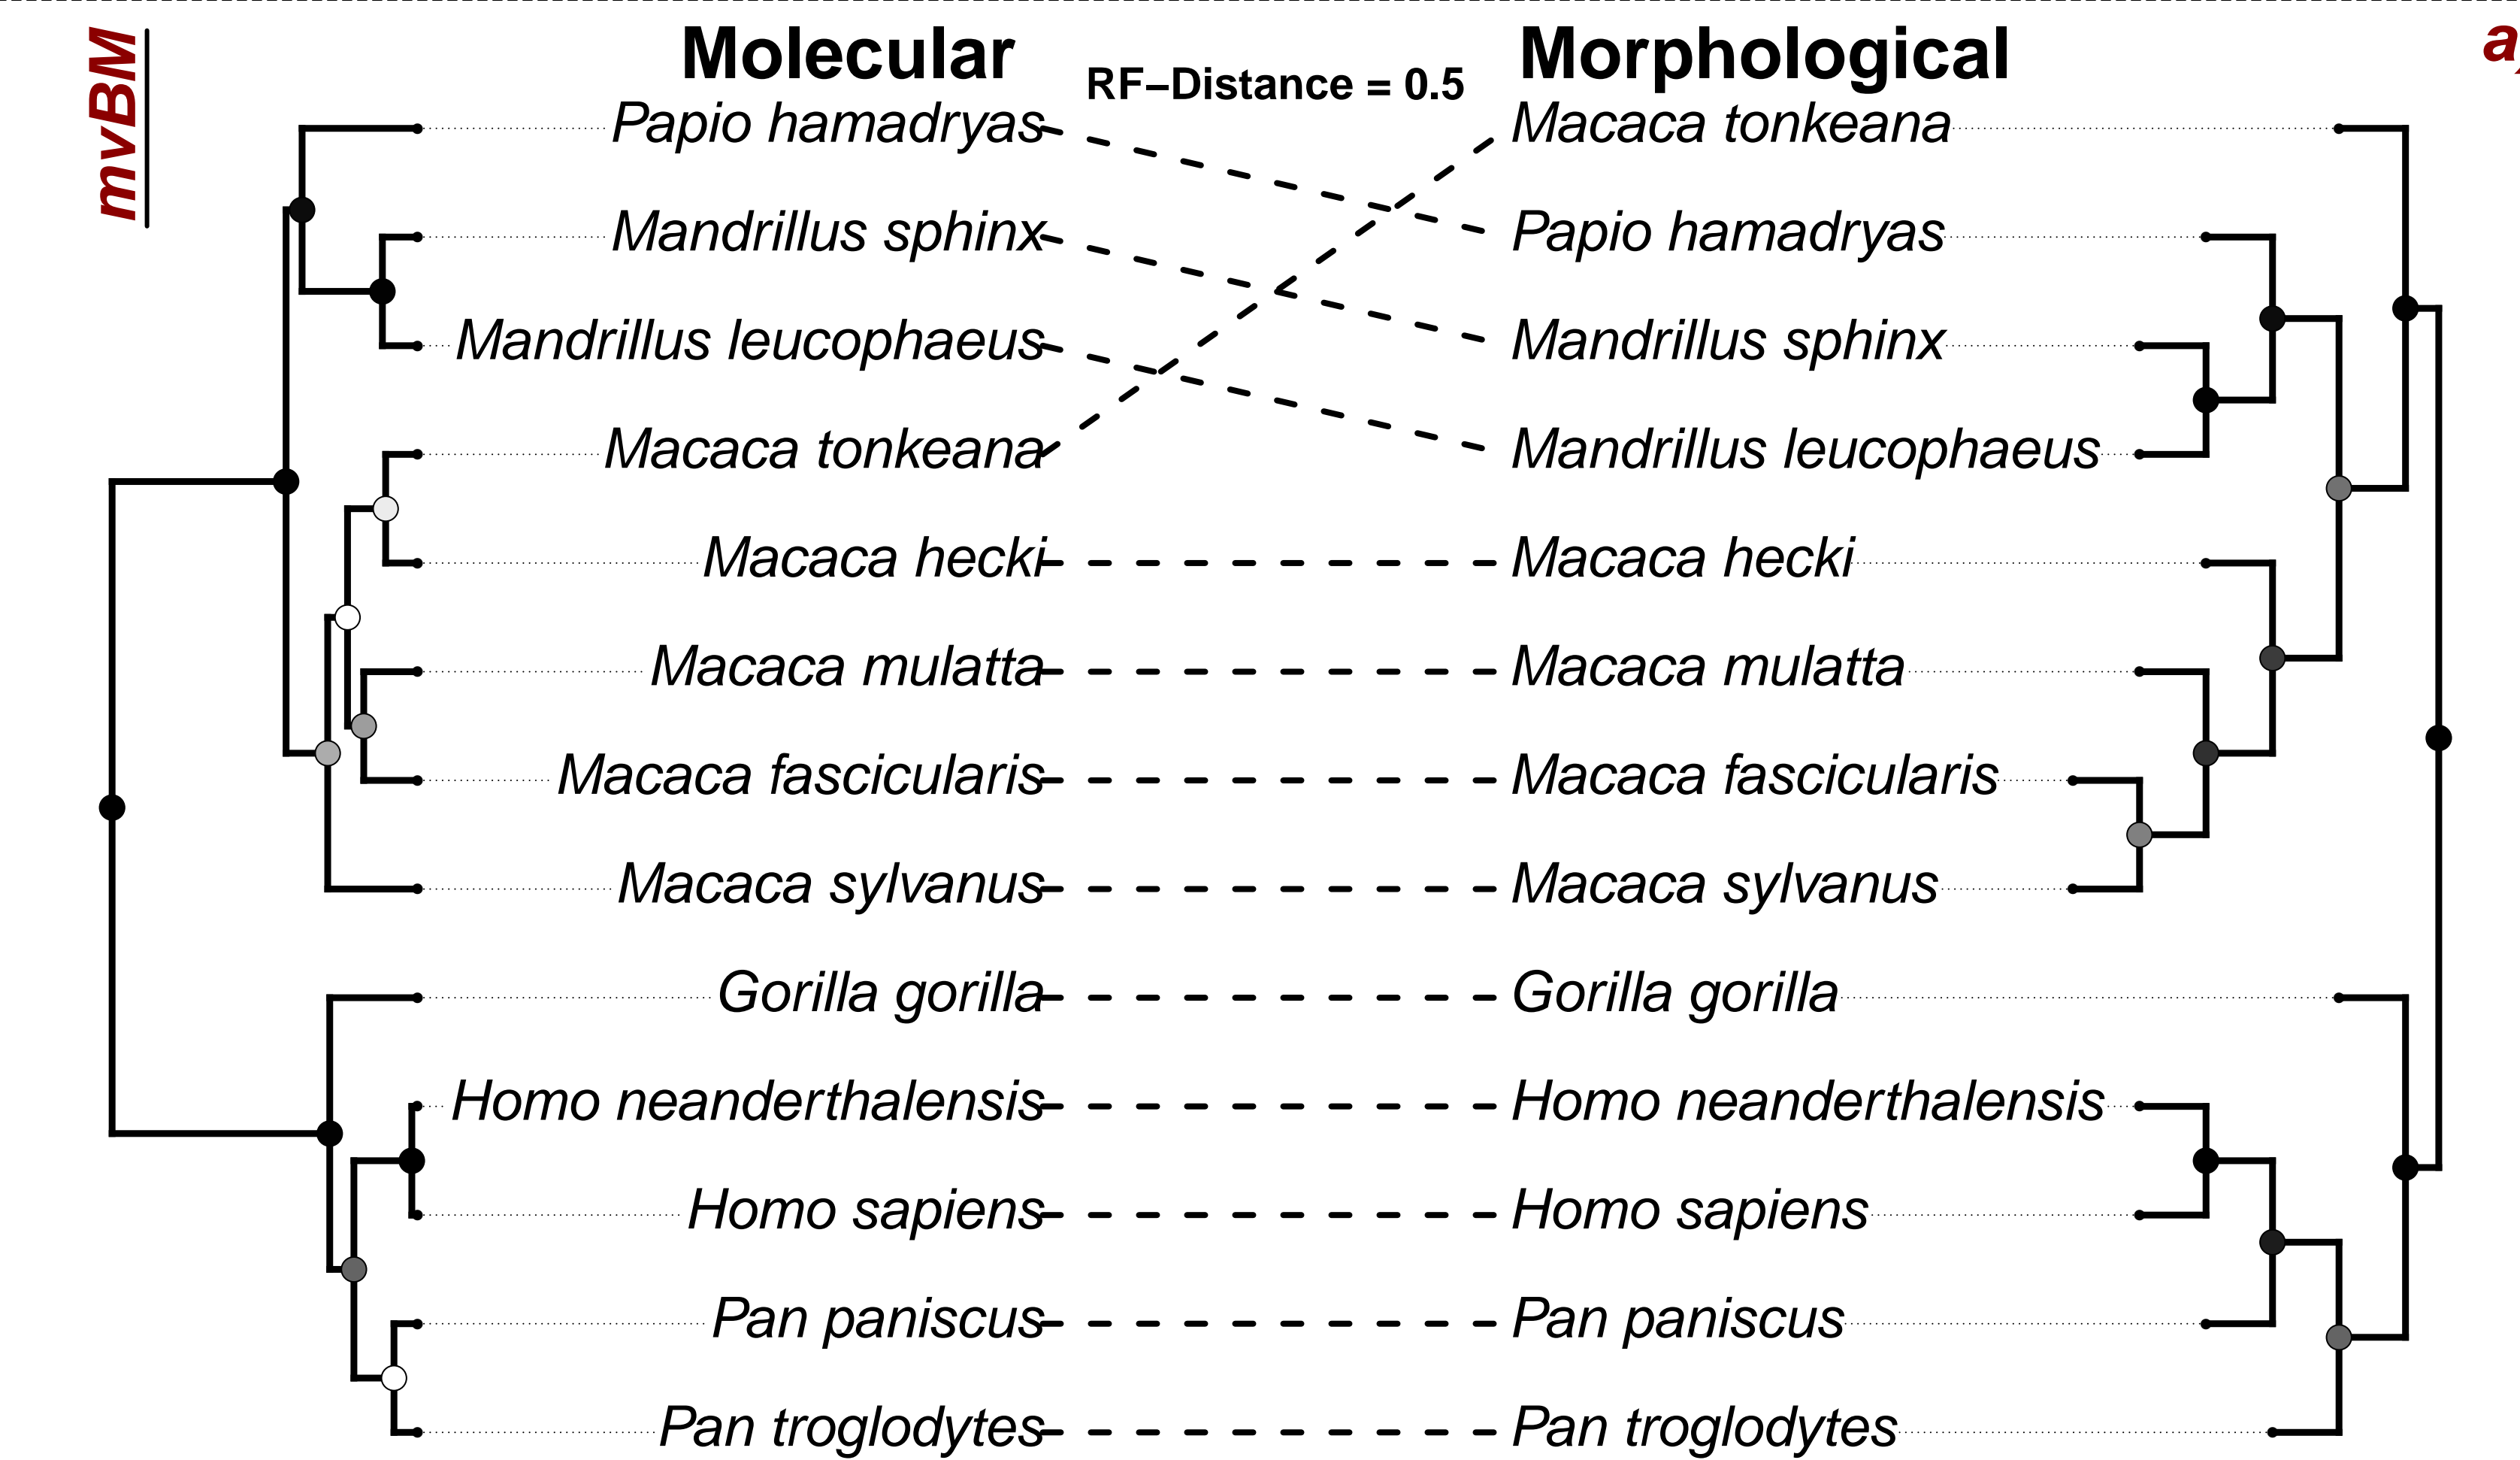 mvBM
Molecular
RF−Distance = 0.5
Morphological
Papio hamadryas
Mandrillus sphinx
Mandrillus leucophaeus
Macaca tonkeana
Macaca hecki
Macaca mulatta
Macaca fascicularis
Macaca sylvanus
Gorilla gorilla
Homo neanderthalensis
Homo sapiens
Pan paniscus
Pan troglodytes
Macaca tonkeana
Papio hamadryas
Mandrillus sphinx
Mandrillus leucophaeus
Macaca hecki
Macaca mulatta
Macaca fascicularis
Macaca sylvanus
Gorilla gorilla
Homo neanderthalensis
Homo sapiens
Pan paniscus
Pan troglodytes